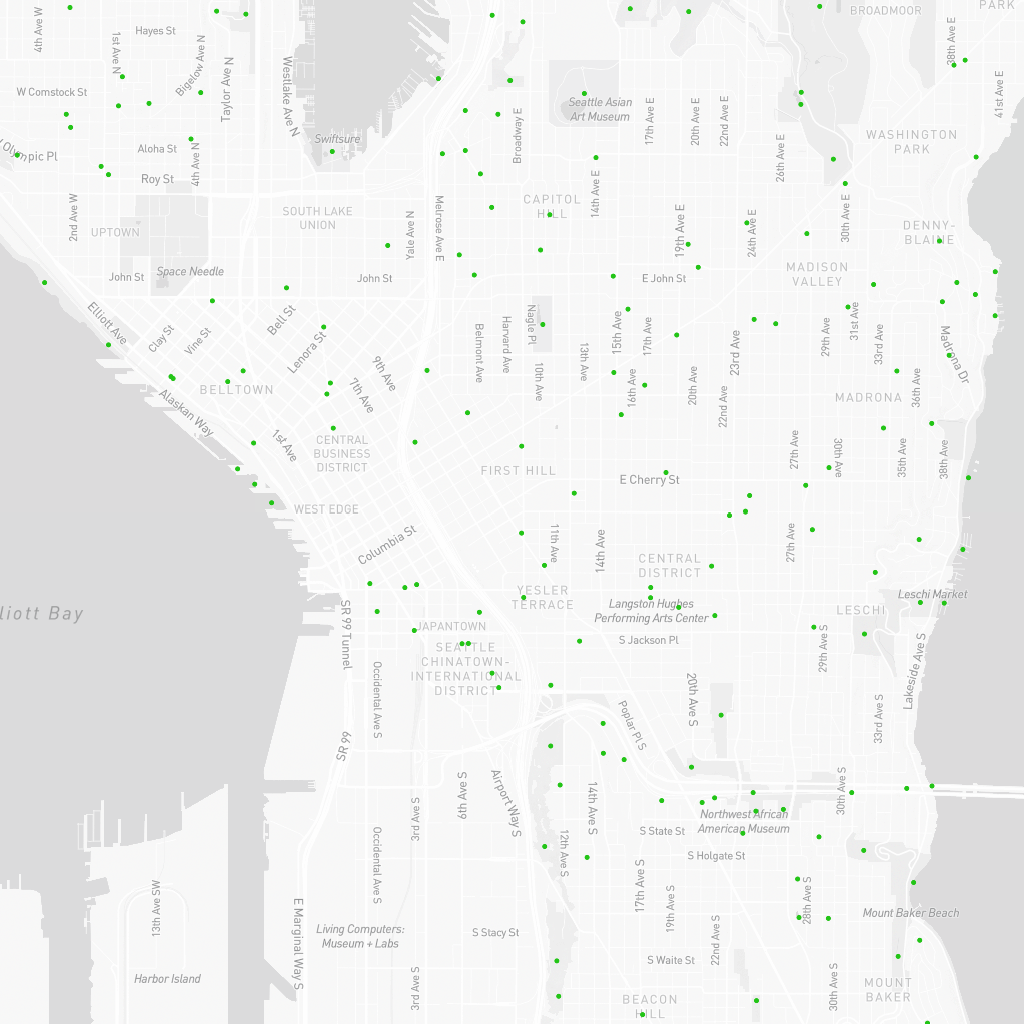 4th Ave W
1st Ave N
Hayes St
Bigelow Ave N
Taylor Ave N
Westlake Ave N
W Comstock St
Olympic Pl
Aloha St
Roy St
4th Ave N
2nd Ave W
UPTOWN
Swiftsure
SOUTH LAKE
UNION
Space Needle
John St
John St
Yale Ave N
Melrose Ave E
Broadway E
Seattle Asian
Art Museum
17th Ave E
20th Ave E
22nd Ave E
26th Ave E
BROADMOOR
PARK
38th Ave E
41st Ave E
WASHINGTON
PARK
CAPITOL
HILL
14th Ave E
19th Ave E
24th Ave E
30th Ave E
DENNY-
BLAINE
E John St
MADISON
VALLEY
Elliott Ave
Clay St
Vine St
Bell St
Lenora St
9th Ave
7th Ave
Belmont Ave
Harvard Ave
Nagle Pl
10th Ave
13th Ave
15th Ave
17th Ave
16th Ave
20th Ave
22nd Ave
23rd Ave
29th Ave
31st Ave
33rd Ave
36th Ave
Madrona Dr
MADRONA
BELLTOWN
Alaskan Way
1st Ave
CENTRAL
BUSINESS
DISTRICT
FIRST HILL
E Cherry St
27th Ave
30th Ave
35th Ave
38th Ave
WEST EDGE
Columbia St
11th Ave
14th Ave
CENTRAL
DISTRICT
27th Ave
lliott Bay
SR 99 Tunnel
YESLER
TERRACE
Langston Hughes
Performing Arts Center
LESCHI
Leschi Market
JAPANTOWN
SEATTLE
CHINATOWN-
INTERNATIONAL
DISTRICT
S Jackson Pl
29th Ave S
Lakeside Ave S
Occidental Ave S
20th Ave S
Poplar Pl S
33rd Ave S
SR 99
Airport Way S
6th Ave S
3rd Ave S
14th Ave S
12th Ave S
30th Ave S
Northwest African
American Museum
S State St
S Holgate St
Occidental Ave S
17th Ave S
19th Ave S
22nd Ave S
28th Ave S
Mount Baker Beach
13th Ave SW
E Marginal Way S
Living Computers:
Museum + Labs
S Stacy St
S Waite St
Harbor Island
3rd Ave S
30th Ave S
MOUNT
BAKER
BEACON
HILL